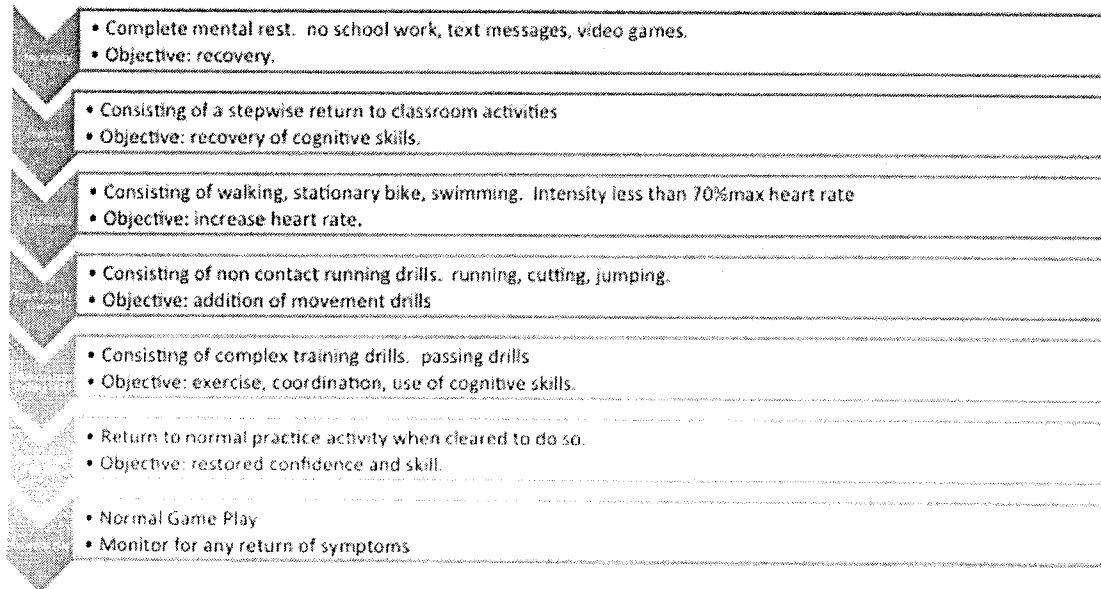 • Complete mental rest. no school work, text messages, video games.
• Objective: recovery.
• Consisting of a stepwise return to classroom activities
• Objective: recovery of cognitive skills.
• Consisting of walking, stationary bike, swimming. Intensity less than 70%max heart rate
• Objective: increase heart rate.
• Consisting of non contact running drills. running, cutting, jumping.
• Objective: addition of movement drills
• Consisting of complex training drills. passing drills
• Objective: exercise, coordination, use of cognitive skills.
• Return to normal practice activity when cleared to do so.
• Objective: restored confidence and skill.
• Normal Game Play
• Monitor for any return of symptoms